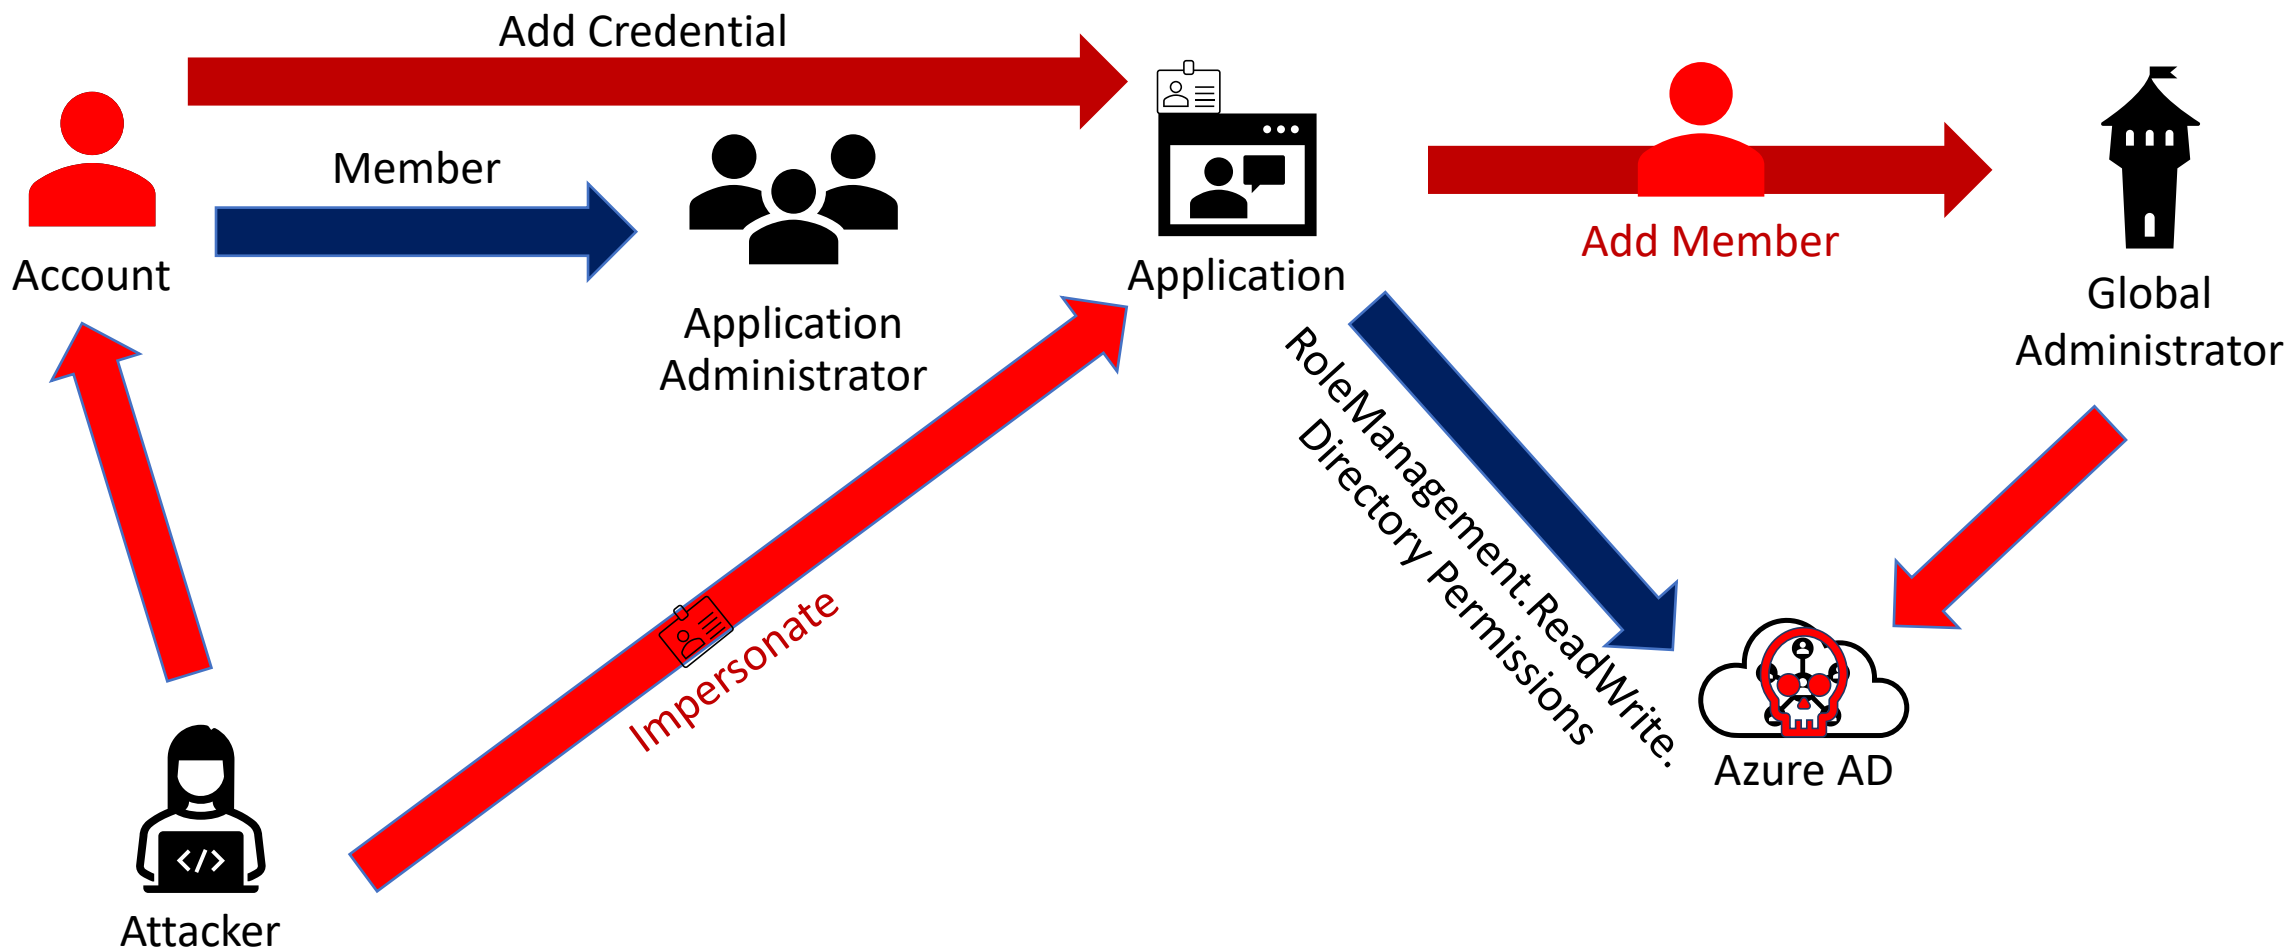 Add Credential
Member
Account
Application
Administrator
Application
Add Member
Global
Administrator
RoleManagement.ReadWrite.
Directory Permissions
Impersonate
Azure AD
</>
Attacker